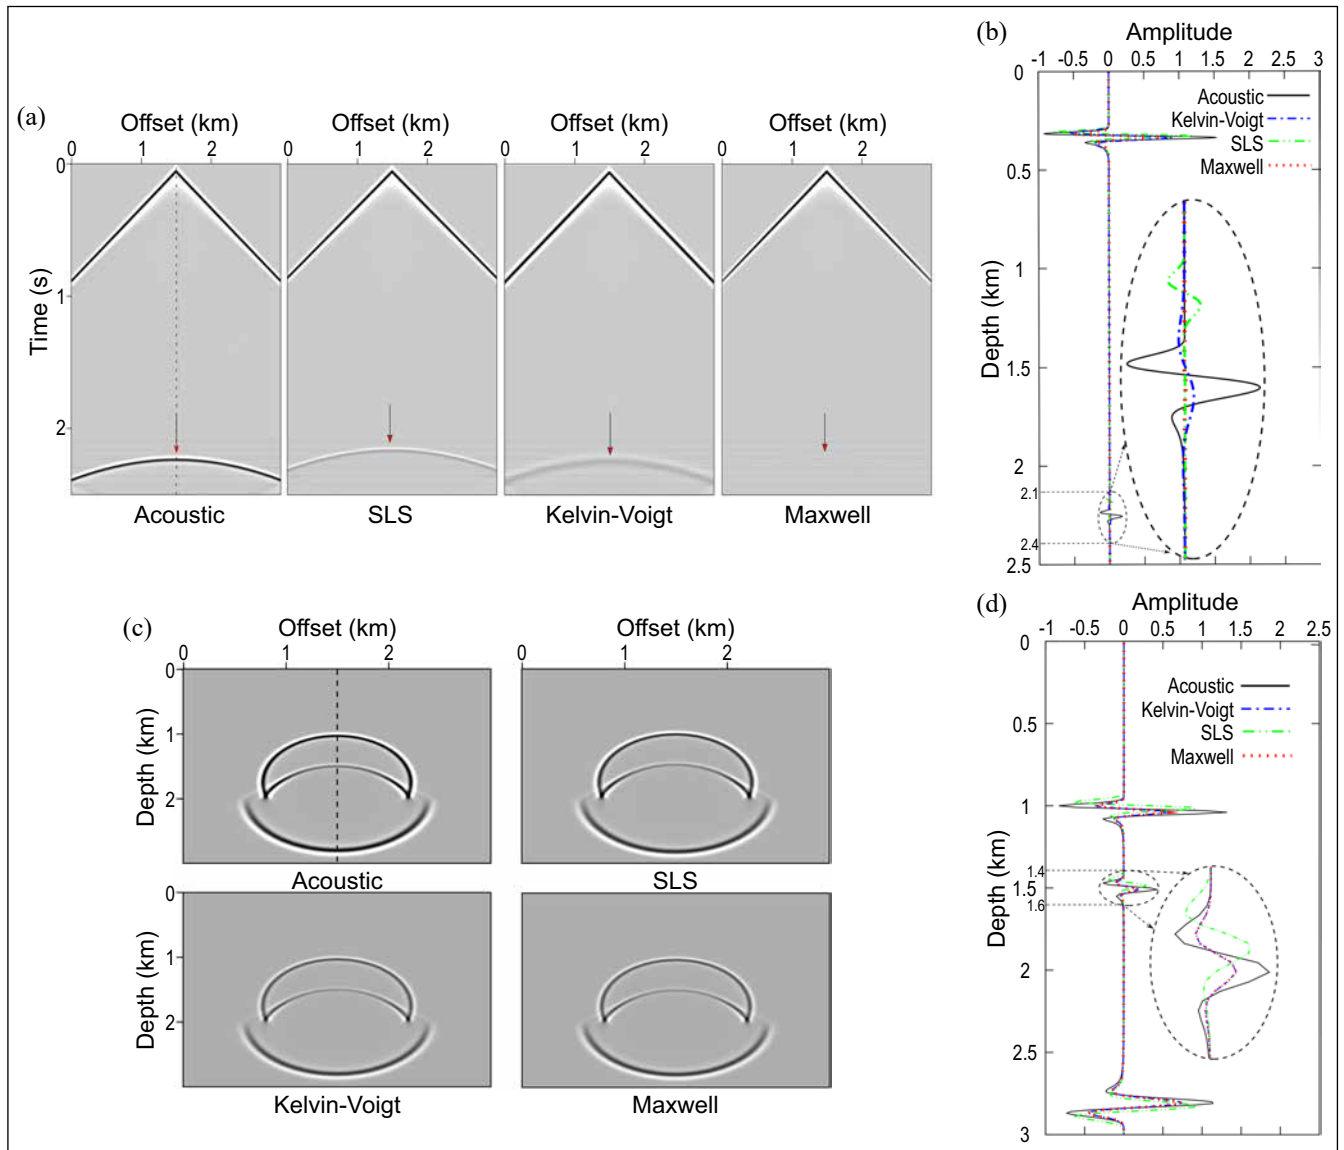 (a)
Offset (km) Offset (km) Offset (km) Offset (km)
0 1 2 0 1 2 0 1 2 0 1 2
0
1
2
Time (s)
Acoustic SLS Kelvin-Voigt Maxwell
(b)
Amplitude
-1 -0.5 0 0.5 1 1.5 2 2.5 3
0
Acoustic
Kelvin-Voigt
SLS
Maxwell
0.5
1
Depth (km)
1.5
2
2.1
2.4
2.5
(c)
Offset (km) Offset (km)
0 1 2 0 1 2
0
1
2
Depth (km)
Acoustic SLS
0
1
2
Depth (km)
Kelvin-Voigt Maxwell
(d)
Amplitude
-1 -0.5 0 0.5 1 1.5 2 2.5
0
Acoustic
Kelvin-Voigt
SLS
Maxwell
0.5
1
1.4
1.5
1.6
Depth (km)
2
2.5
3